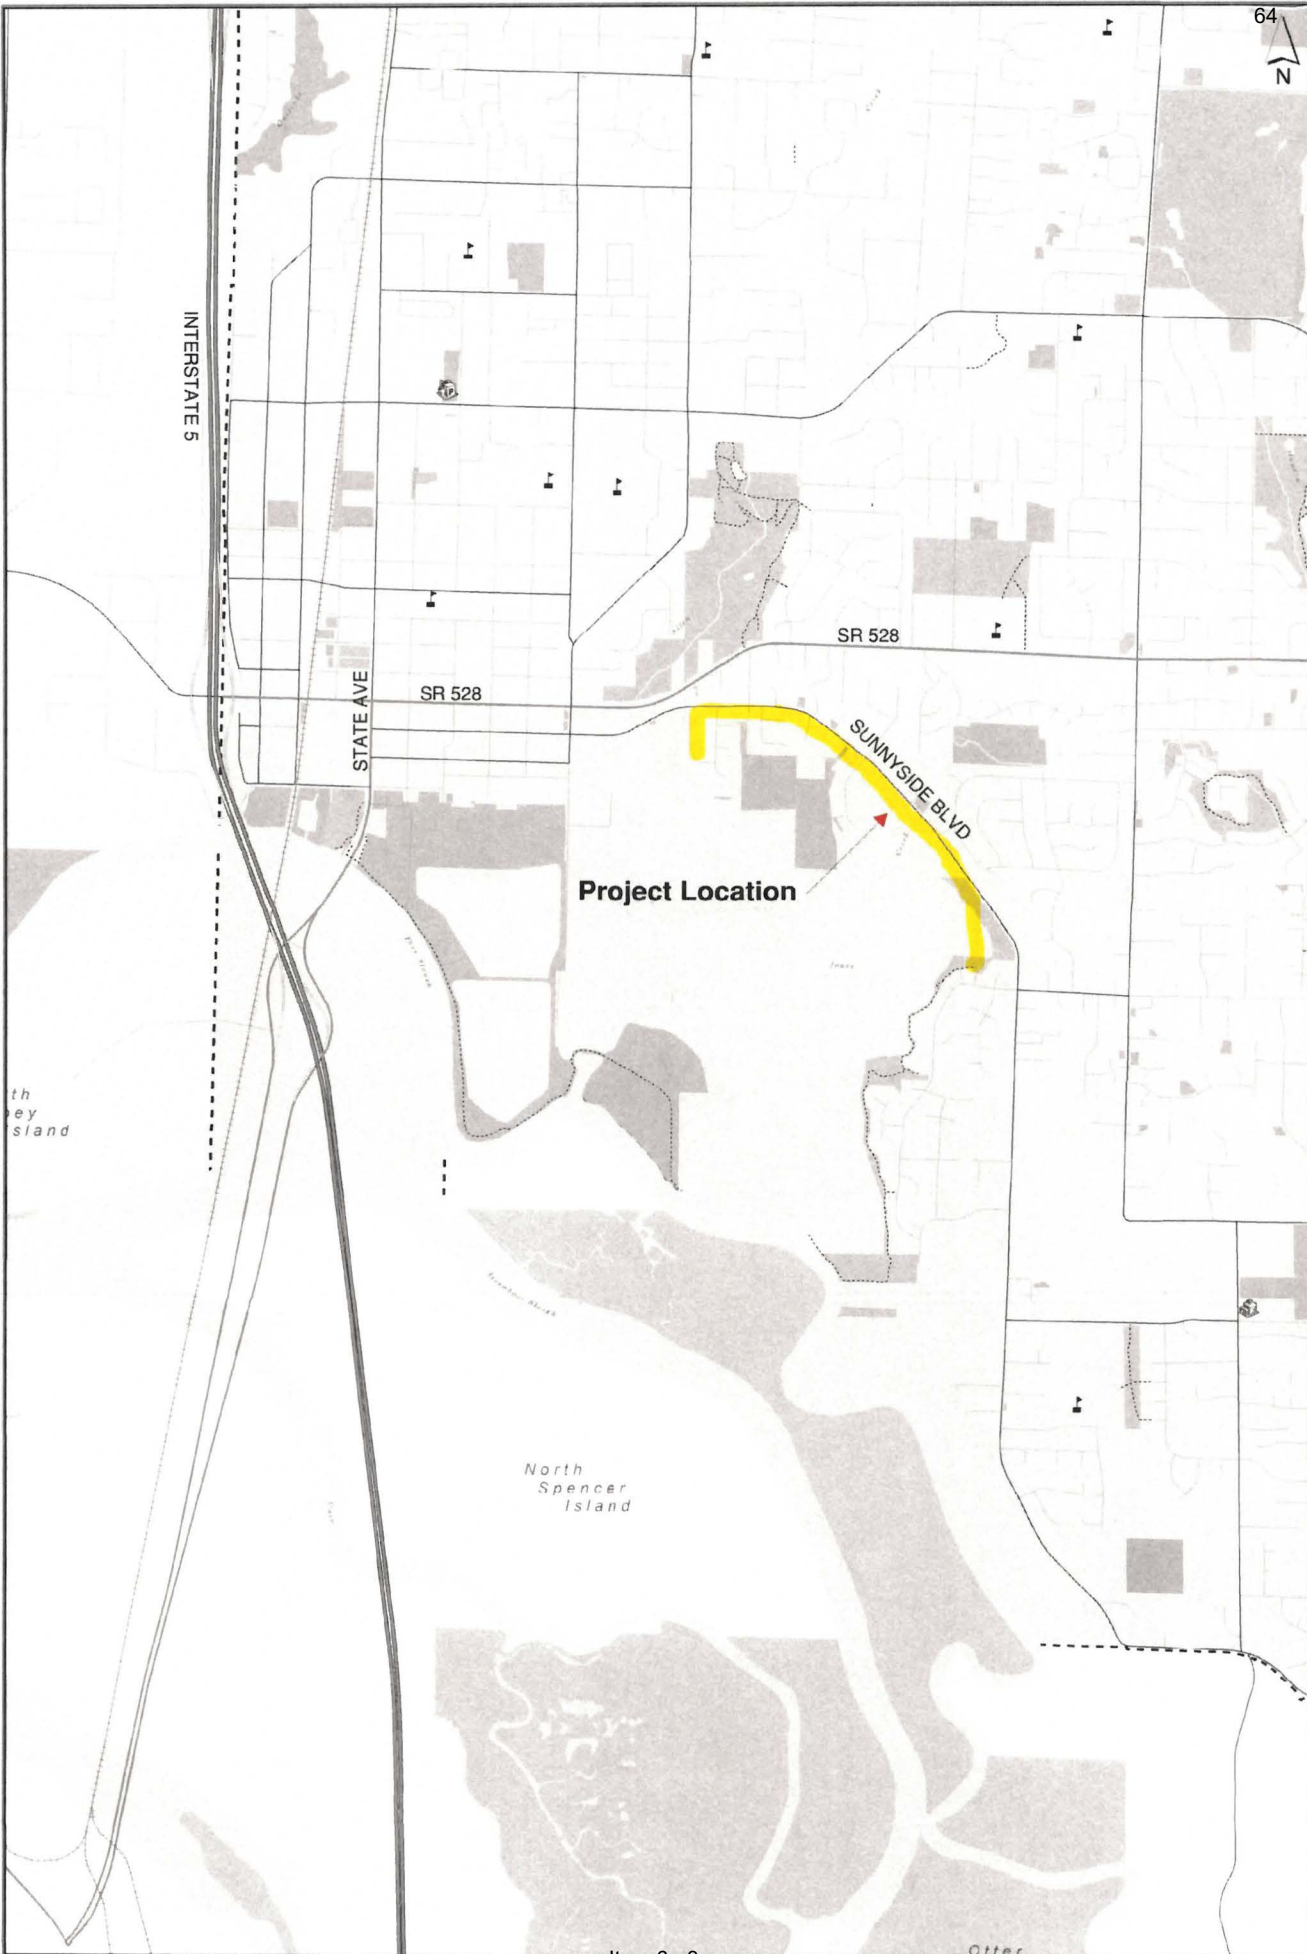 64
N
INTERSTATE 5
SR 528
SR 528
STATE AVE
SUNNYSIDE BLVD
Project Location
th
ey
sland
North
Spencer
Island
Otter